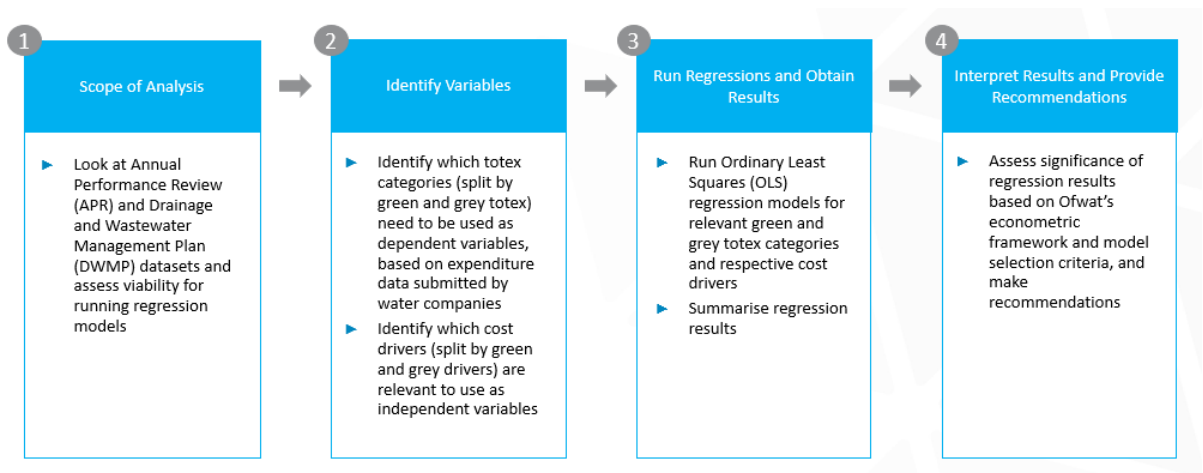 1
Scope of Analysis
Look at Annual
Performance Review
(APR) and Drainage
and Wastewater
Management Plan
(DWMP) datasets and
assess viability for
running regression
models
2
Identify Variables
Identify which totex
categories (split by
green and grey totex)
need to be used as
dependent variables,
based on expenditure
data submitted by
water companies
Identify which cost
drivers (split by green
and grey drivers) are
relevant to use as
independent variables
3
Run Regressions and Obtain
Results
Run Ordinary Least
Squares (OLS)
regression models for
relevant green and
grey totex categories
and respective cost
drivers
Summarise regression
results
4
Interpret Results and Provide
Recommendations
Assess significance of
regression results
based on Ofwat's
econometric
framework and model
selection criteria, and
make
recommendations